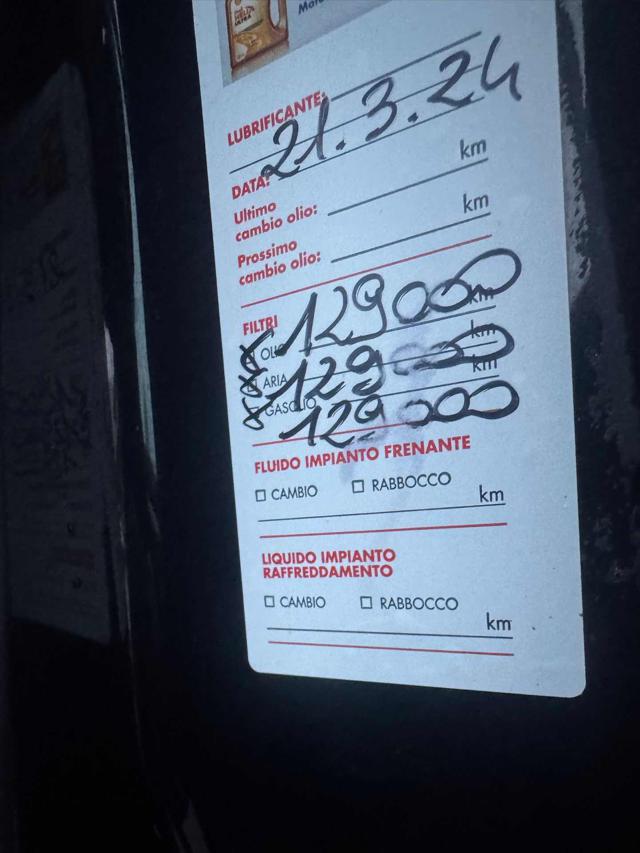 LUBRIFICANTE:
21.3.24
DATA:
Ultimo
cambio olio: km
Prossimo
cambio olio: km
FILTRI
OLIO 129000 km
ARIA 129000 km
GASOLIO 129000 km
FLUIDO IMPIANTO FRENANTE
CAMBIO RABBOCCO
km
LIQUIDO IMPIANTO
RAFFREDDAMENTO
CAMBIO RABBOCCO
km